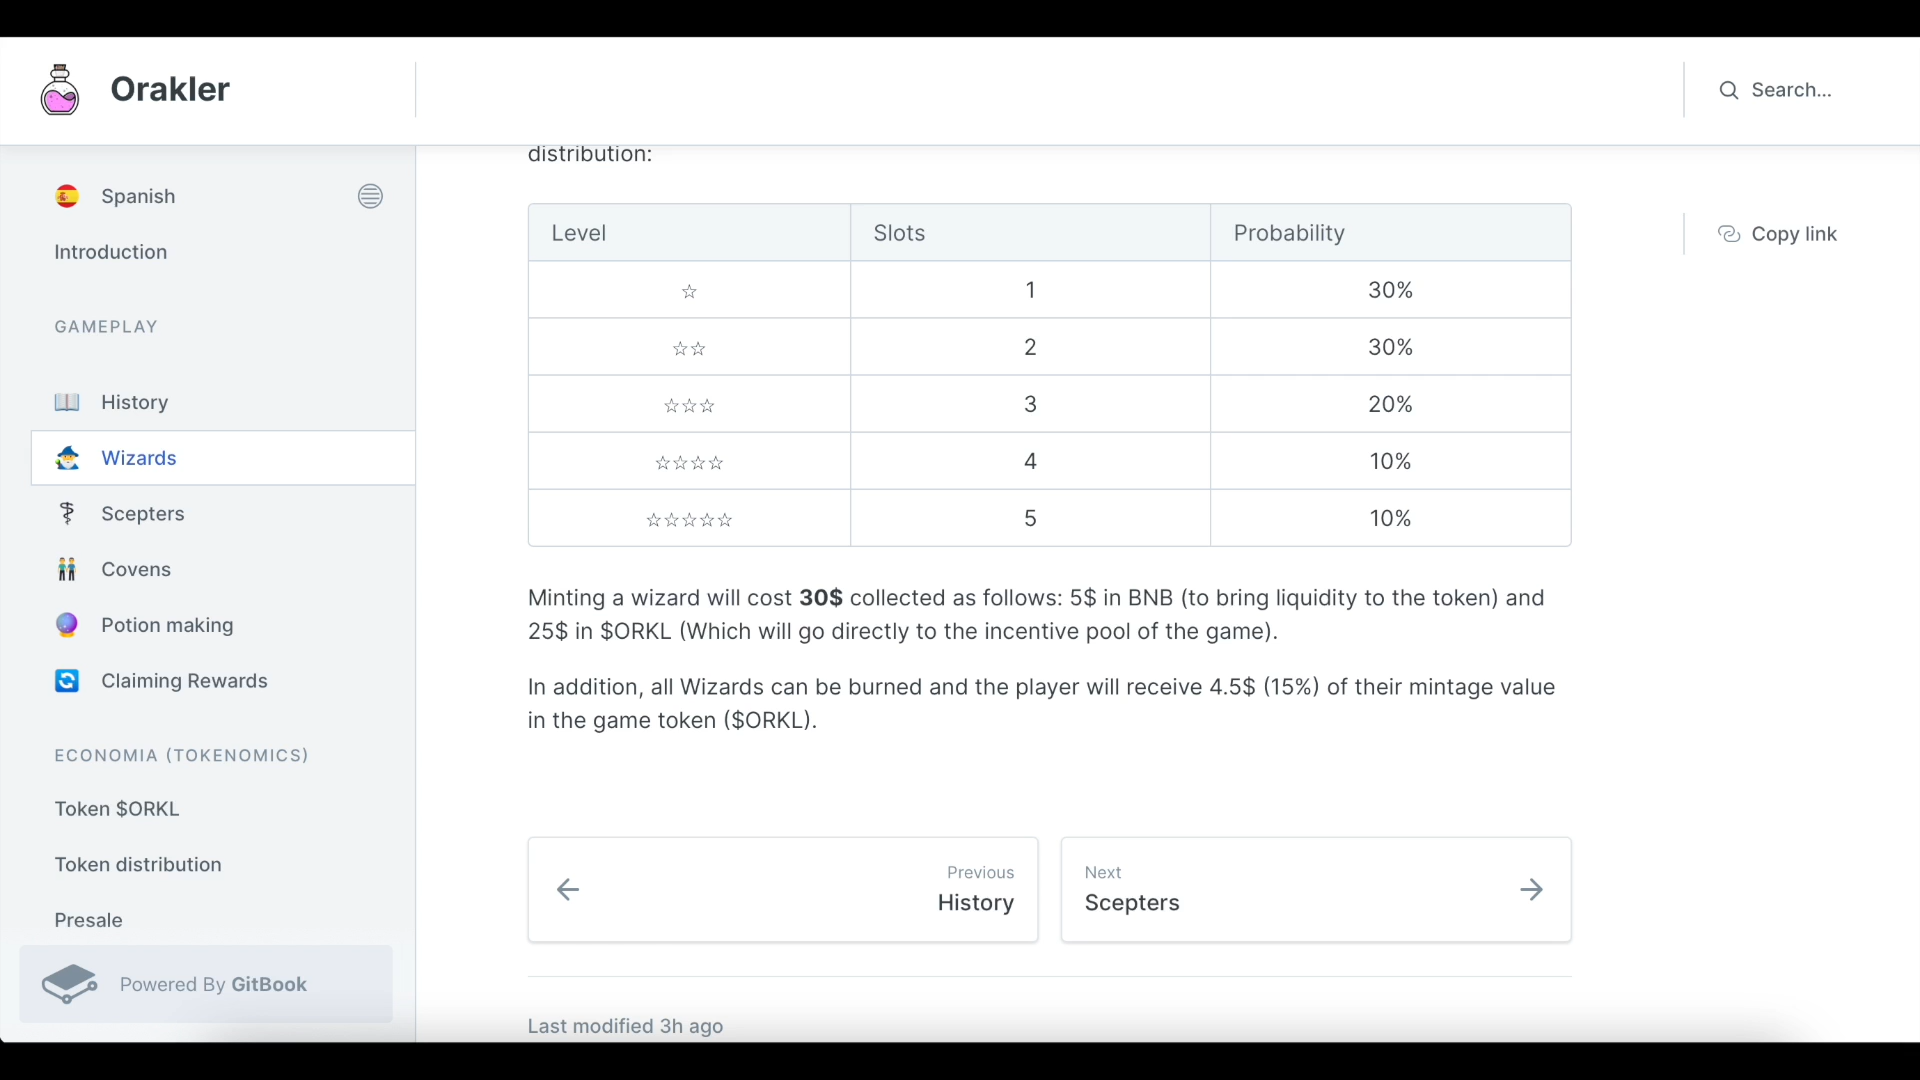 Orakler
Search...
Spanish
Introduction
GAMEPLAY
History
Wizards
Scepters
Covens
Potion making
Claiming Rewards
ECONOMIA (TOKENOMICS)
Token $ORKL
Token distribution
Presale
Powered By GitBook
distribution:
Level Slots Probability
☆ 1 30%
☆☆ 2 30%
☆☆☆ 3 20%
☆☆☆☆ 4 10%
☆☆☆☆☆ 5 10%
Minting a wizard will cost 30$ collected as follows: 5$ in BNB (to bring liquidity to the token) and
25$ in $ORKL (Which will go directly to the incentive pool of the game).
In addition, all Wizards can be burned and the player will receive 4.5$ (15%) of their mintage value
in the game token ($ORKL).
Previous
History
Next
Scepters
Last modified 3h ago
Copy link